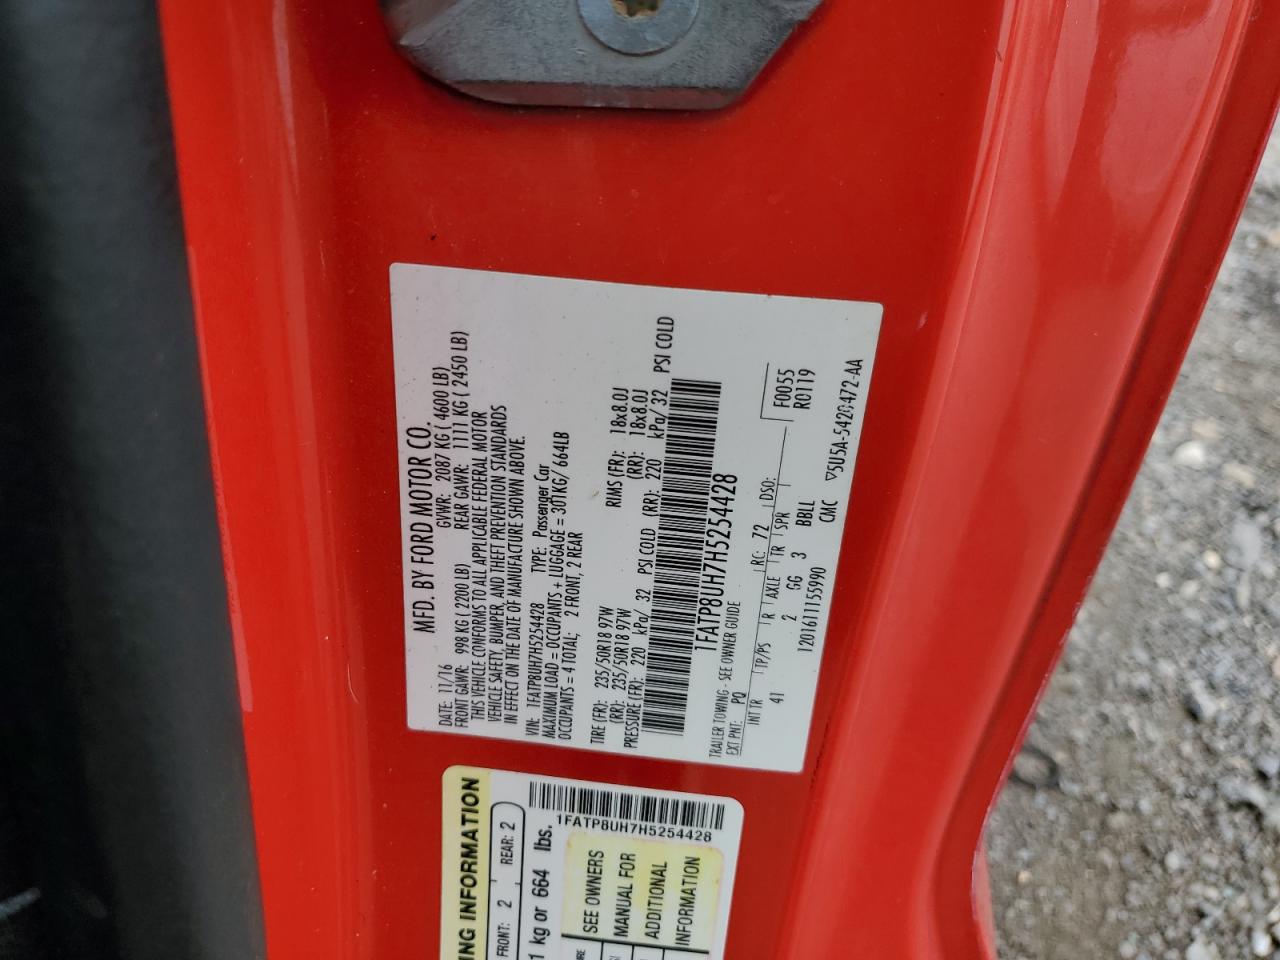 MFD. BY FORD MOTOR CO.
DATE: 11/16 GVWR: 2087 KG ( 4600 LB)
FRONT GAWR: 998 KG ( 2200 LB) REAR GAWR: 1111 KG ( 2450 LB)
THIS VEHICLE CONFORMS TO ALL APPLICABLE FEDERAL MOTOR
VEHICLE SAFETY, BUMPER, AND THEFT PREVENTION STANDARDS
IN EFFECT ON THE DATE OF MANUFACTURE SHOWN ABOVE.
VIN: 1FATP8UH7H5254428 TYPE: Passenger Car
MAXIMUM LOAD = OCCUPANTS + LUGGAGE = 301KG/ 664LB
OCCUPANTS = 4 TOTAL; 2 FRONT, 2 REAR
TIRE (FR): 235/50R18 97W RIMS (FR): 18x8.0J
(RR): 235/50R18 97W (RR): 18x8.0J
PRESSURE (FR): 220 kPa/ 32 PSI COLD (RR): 220 kPa/ 32 PSI COLD
1FATP8UH7H5254428
TRAILER TOWING - SEE OWNER GUIDE
EXT PNT: PQ RC: 72 DSO: F0055
R0119
INT TR TP/PS R AXLE TR SPR
41 2 GG 3 BBLL
1201611155990 CMC ▽5U5A-5420472-AA
ING INFORMATION
FRONT: 2 REAR: 2
1 kg or 664 lbs.
1FATP8UH7H5254428
SEE OWNERS
MANUAL FOR
ADDITIONAL
INFORMATION